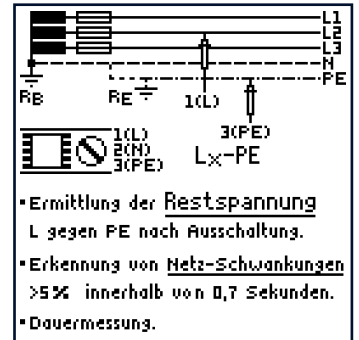 L1
L2
L3
N
PE
RB
RE
1(L)
3(PE)
1(L)
2(N)
3(PE)
Lx-PE
▪Ermittlung der Restspannung
L gegen PE nach Ausschaltung.
▪Erkennung von Netz-Schwankungen
>5% innerhalb von 0,7 Sekunden.
▪Dauermessung.